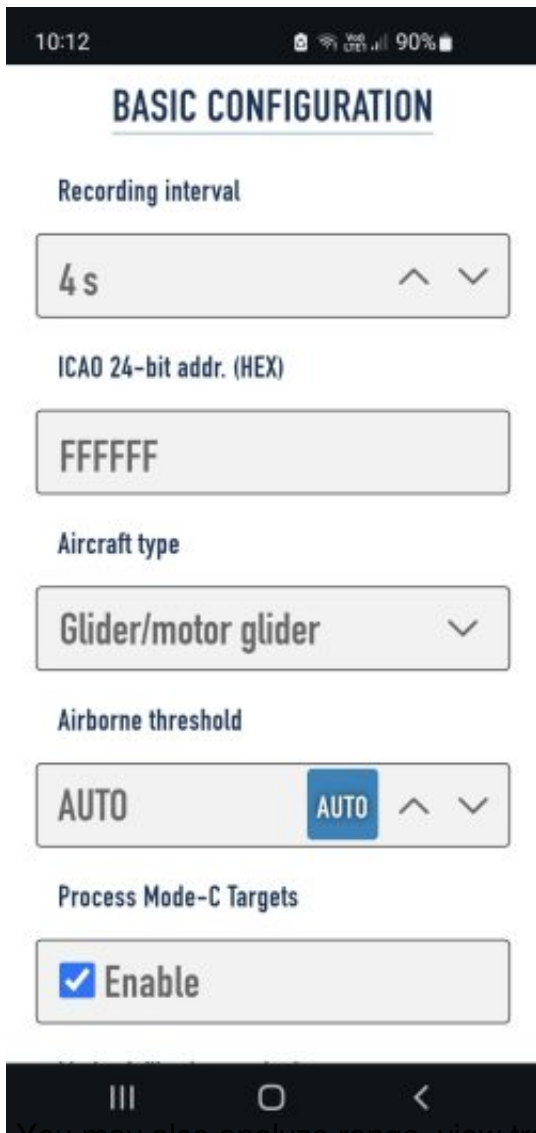 10:12
90%
BASIC CONFIGURATION
Recording interval
4 s
ICAO 24-bit addr. (HEX)
FFFFFF
Aircraft type
Glider/motor glider
Airborne threshold
AUTO AUTO
Process Mode-C Targets
Enable